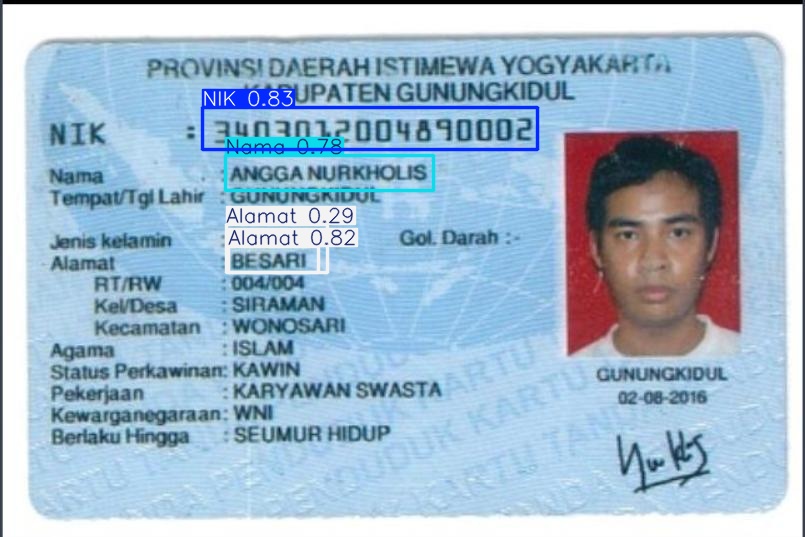 PROVINSI DAERAH ISTIMEWA YOGYAKARTA
KABUPATEN GUNUNGKIDUL
NIK 0.83
NIK : 3403012004890002
Nama 0.78
Nama : ANGGA NURKHOLIS
Tempat/Tgl Lahir : GUNUNGKIDUL
Alamat 0.29
Alamat 0.82
Jenis kelamin : Gol. Darah :-
Alamat : BESARI
RT/RW : 004/004
Kel/Desa : SIRAMAN
Kecamatan : WONOSARI
Agama : ISLAM
Status Perkawinan: KAWIN
Pekerjaan : KARYAWAN SWASTA
Kewarganegaraan: WNI
Berlaku Hingga : SEUMUR HIDUP
GUNUNGKIDUL
02-08-2016